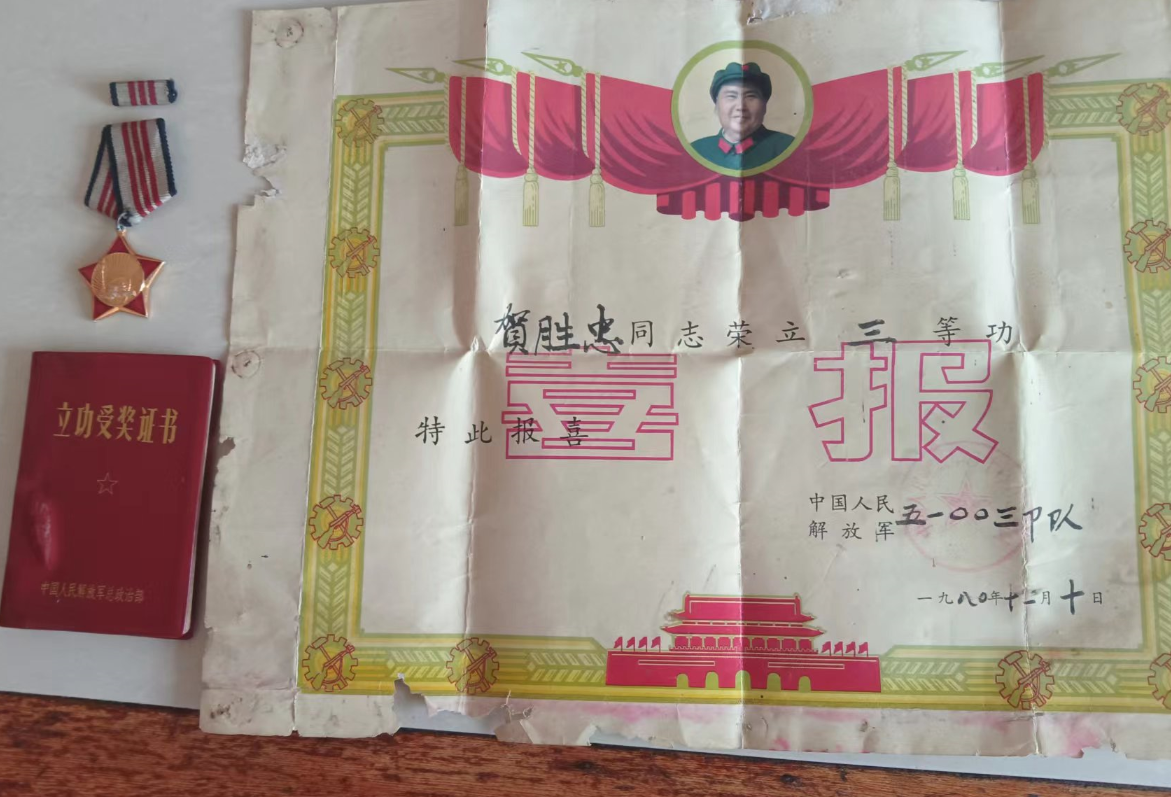 立功受奖证书
中国人民解放军总政治部
賀胜忠同志荣立三等功
喜报
特此报喜
中国人民
解放军五一〇〇三部队
一九八〇年十二月十日